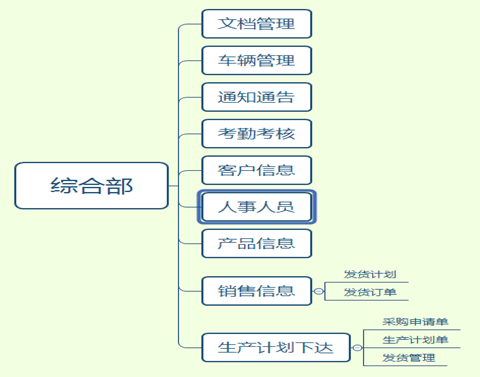 综合部
文档管理
车辆管理
通知通告
考勤考核
客户信息
人事人员
产品信息
销售信息
发货计划
发货订单
生产计划下达
采购申请单
生产计划单
发货管理